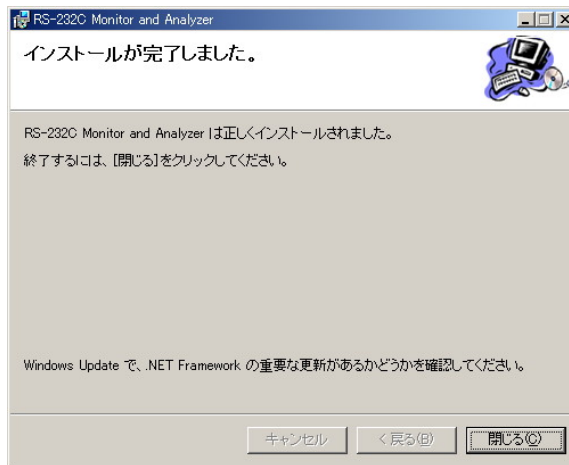 RS-232C Monitor and Analyzer
インストールが完了しました。
RS-232C Monitor and Analyzer は正しくインストールされました。
終了するには、[閉じる]をクリックしてください。
Windows Update で、.NET Framework の重要な更新があるかどうかを確認してください。
キャンセル
< 戻る(B)
閉じる(C)